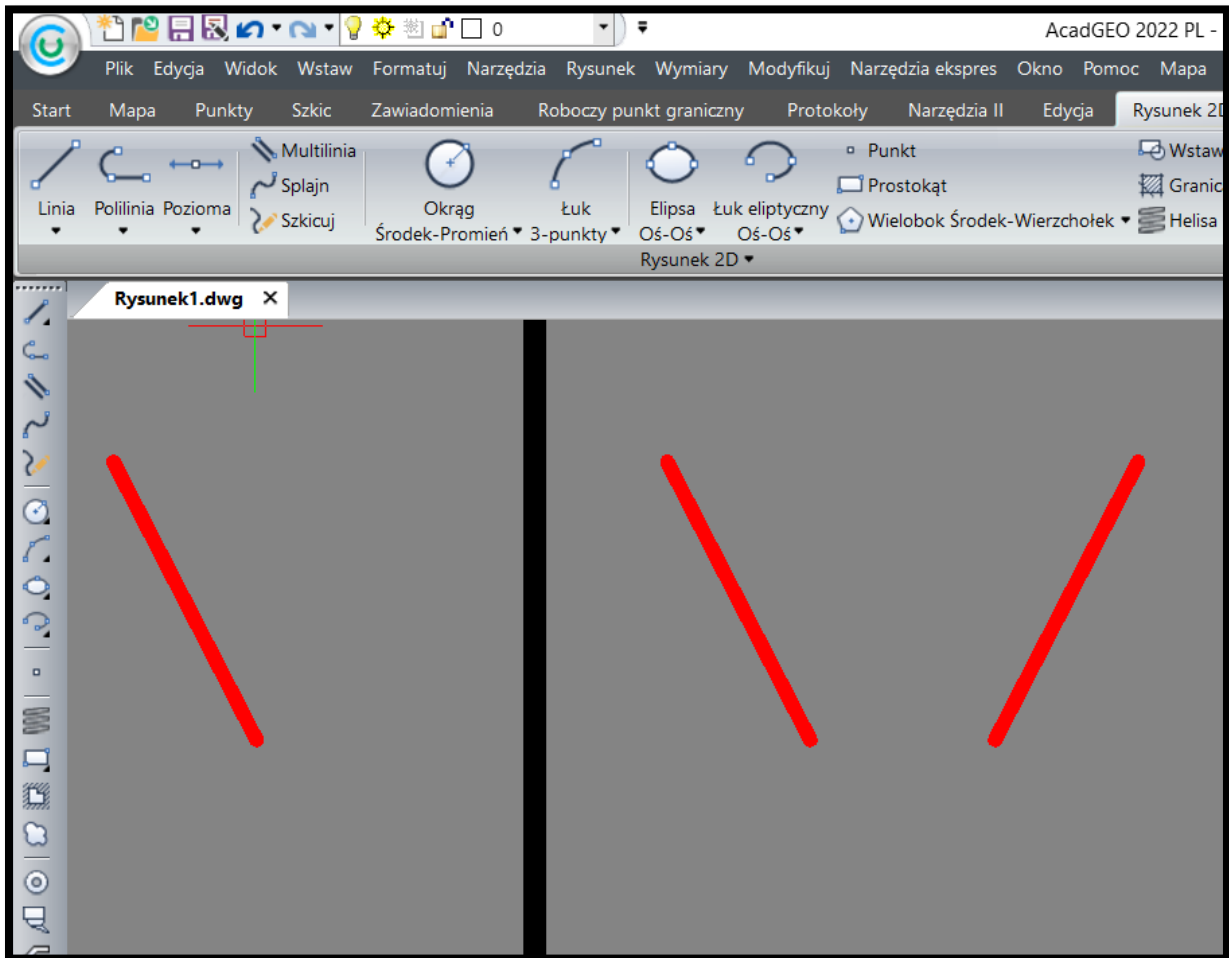 0
AcadGEO 2022 PL -
Plik Edycja Widok Wstaw Formatuj Narzędzia Rysunek Wymiary Modyfikuj Narzędzia ekspres Okno Pomoc Mapa
Start Mapa Punkty Szkic Zawiadomienia Roboczy punkt graniczny Protokoły Narzędzia II Edycja Rysunek 2D
Linia
Polilinia
Pozioma
Multilinia
Splajn
Szkicuj
Okrąg
Środek-Promień
Łuk
3-punkty
Elipsa
Oś-Oś
Łuk eliptyczny
Oś-Oś
Punkt
Prostokąt
Wielobok Środek-Wierzchołek
Wstaw
Granic
Helisa
Rysunek 2D
Rysunek1.dwg